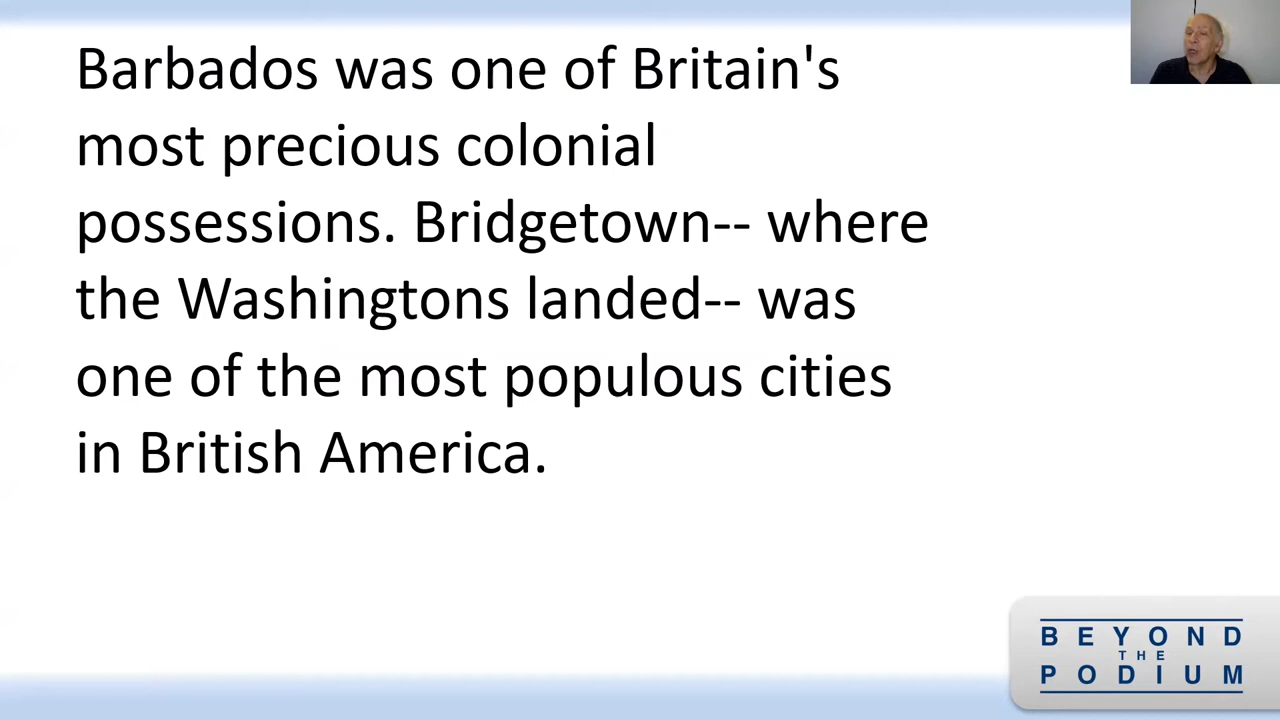 Barbados was one of Britain's
most precious colonial
possessions. Bridgetown-- where
the Washingtons landed-- was
one of the most populous cities
in British America.
BEYOND
THE
PODIUM